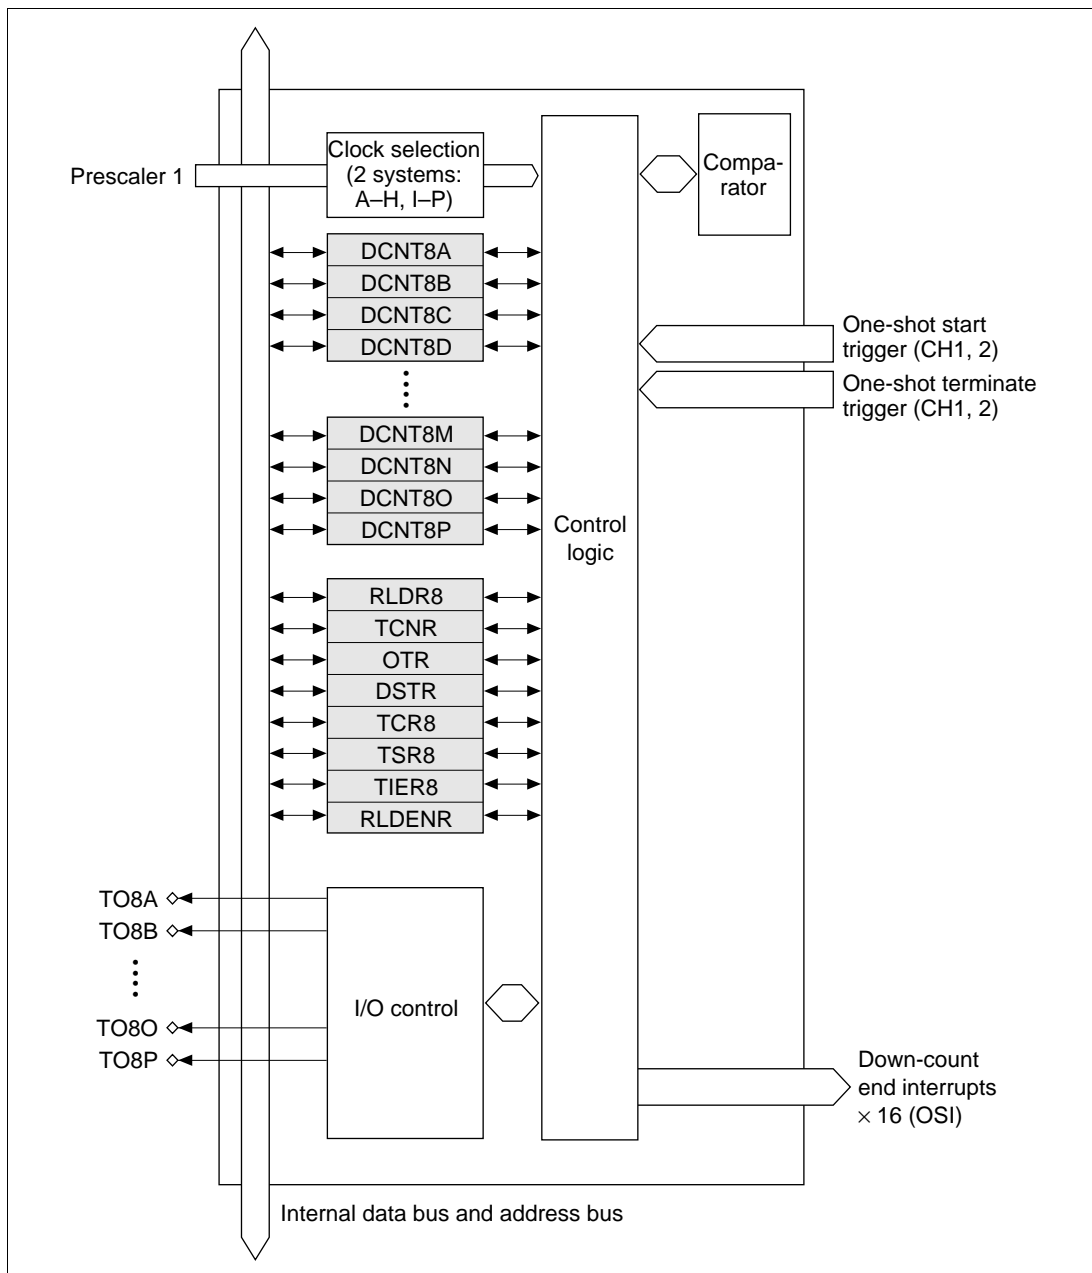 Prescaler 1
Clock selection
(2 systems:
A–H, I–P)
Compa-
rator
DCNT8A
DCNT8B
DCNT8C
DCNT8D
One-shot start
trigger (CH1, 2)
One-shot terminate
trigger (CH1, 2)
DCNT8M
DCNT8N
DCNT8O
DCNT8P
Control
logic
RLDR8
TCNR
OTR
DSTR
TCR8
TSR8
TIER8
RLDENR
TO8A
TO8B
TO8O
TO8P
I/O control
Down-count
end interrupts
× 16 (OSI)
Internal data bus and address bus